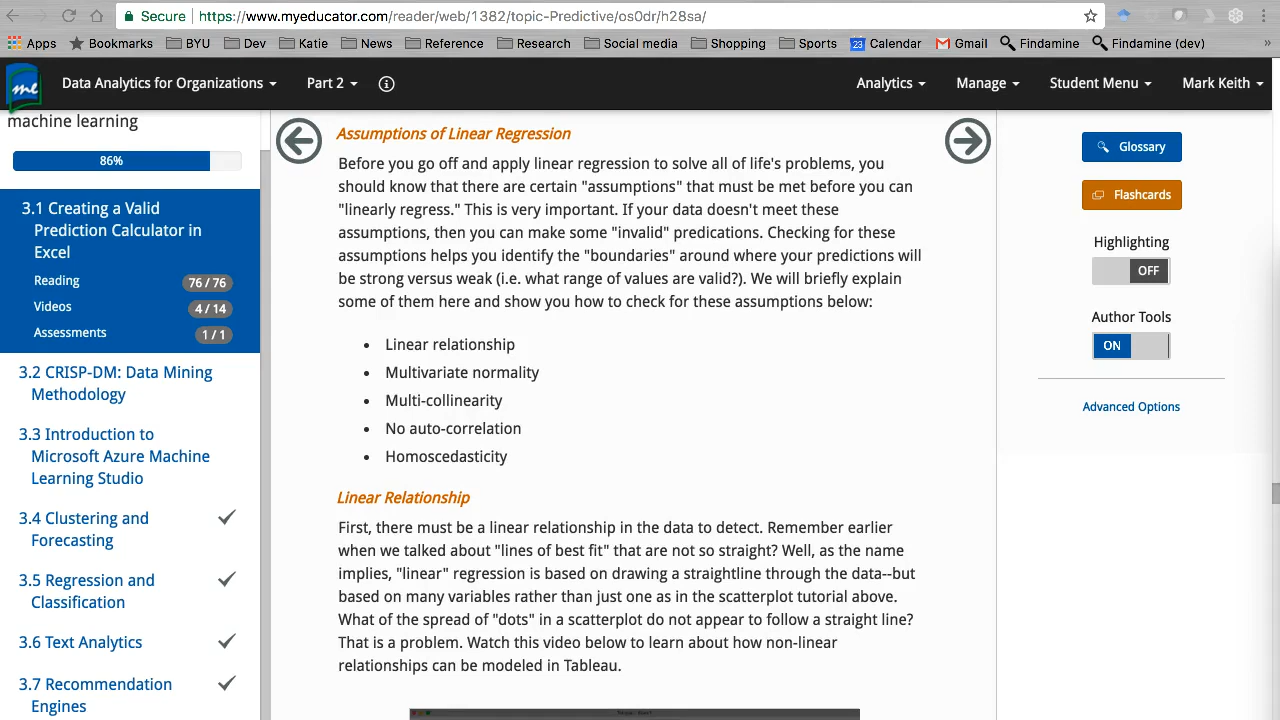 Secure https://www.myeducator.com/reader/web/1382/topic-Predictive/os0dr/h28sa/
Apps Bookmarks BYU Dev Katie News Reference Research Social media Shopping Sports 23 Calendar Gmail Findamine Findamine (dev) »
Data Analytics for Organizations Part 2 Analytics Manage Student Menu Mark Keith
machine learning
86%
3.1 Creating a Valid
Prediction Calculator in
Excel
Reading 76 / 76
Videos 4 / 14
Assessments 1 / 1
3.2 CRISP-DM: Data Mining
Methodology
3.3 Introduction to
Microsoft Azure Machine
Learning Studio
3.4 Clustering and
Forecasting
3.5 Regression and
Classification
3.6 Text Analytics
3.7 Recommendation
Engines
Assumptions of Linear Regression
Before you go off and apply linear regression to solve all of life's problems, you
should know that there are certain "assumptions" that must be met before you can
"linearly regress." This is very important. If your data doesn't meet these
assumptions, then you can make some "invalid" predications. Checking for these
assumptions helps you identify the "boundaries" around where your predictions will
be strong versus weak (i.e. what range of values are valid?). We will briefly explain
some of them here and show you how to check for these assumptions below:
• Linear relationship
• Multivariate normality
• Multi-collinearity
• No auto-correlation
• Homoscedasticity
Linear Relationship
First, there must be a linear relationship in the data to detect. Remember earlier
when we talked about "lines of best fit" that are not so straight? Well, as the name
implies, "linear" regression is based on drawing a straightline through the data--but
based on many variables rather than just one as in the scatterplot tutorial above.
What of the spread of "dots" in a scatterplot do not appear to follow a straight line?
That is a problem. Watch this video below to learn about how non-linear
relationships can be modeled in Tableau.
Glossary
Flashcards
Highlighting
OFF
Author Tools
ON
Advanced Options